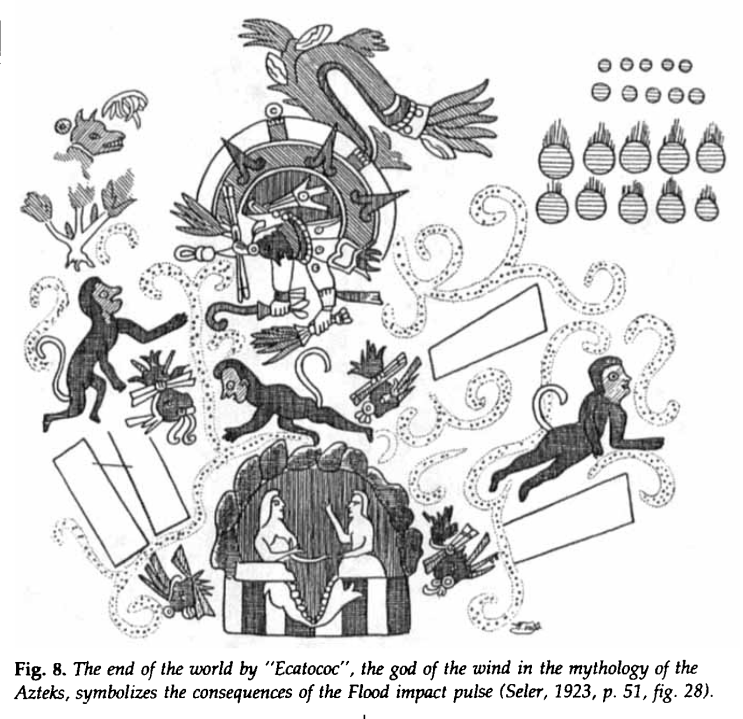 Fig. 8. The end of the world by "Ecatococ", the god of the wind in the mythology of the
Azteks, symbolizes the consequences of the Flood impact pulse (Seler, 1923, p. 51, fig. 28).